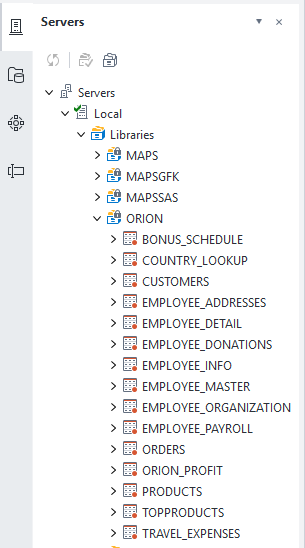 Servers
Servers
Local
Libraries
MAPS
MAPSGFK
MAPSSAS
ORION
BONUS_SCHEDULE
COUNTRY_LOOKUP
CUSTOMERS
EMPLOYEE_ADDRESSES
EMPLOYEE_DETAIL
EMPLOYEE_DONATIONS
EMPLOYEE_INFO
EMPLOYEE_MASTER
EMPLOYEE_ORGANIZATION
EMPLOYEE_PAYROLL
ORDERS
ORION_PROFIT
PRODUCTS
TOPPRODUCTS
TRAVEL_EXPENSES